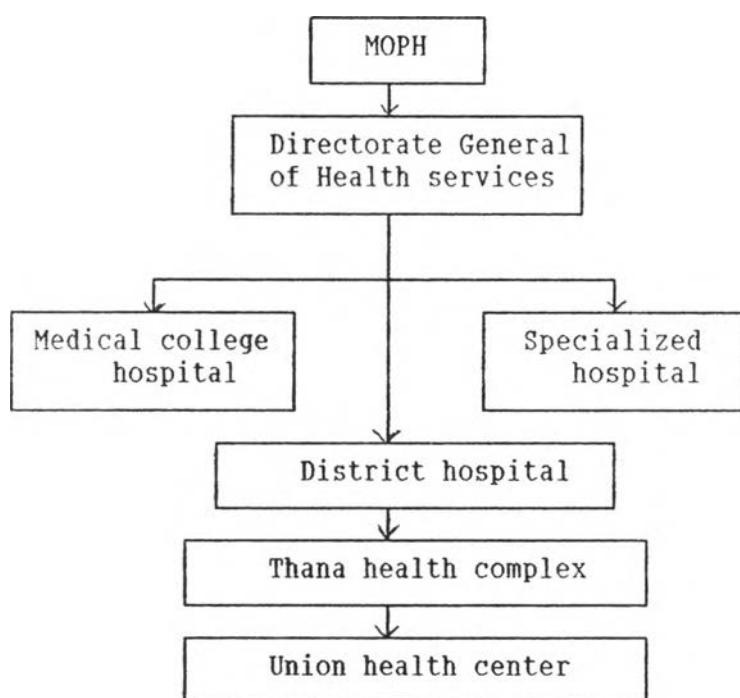 MOPH
Directorate General
of Health services
Medical college
hospital
Specialized
hospital
District hospital
Thana health complex
Union health center